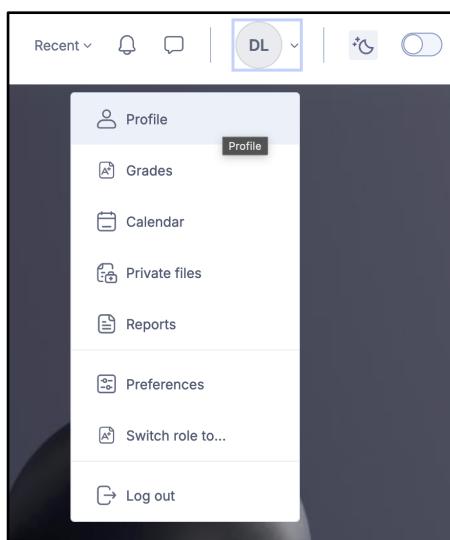 Recent
DL
Profile
Profile
Grades
Calendar
Private files
Reports
Preferences
Switch role to...
Log out